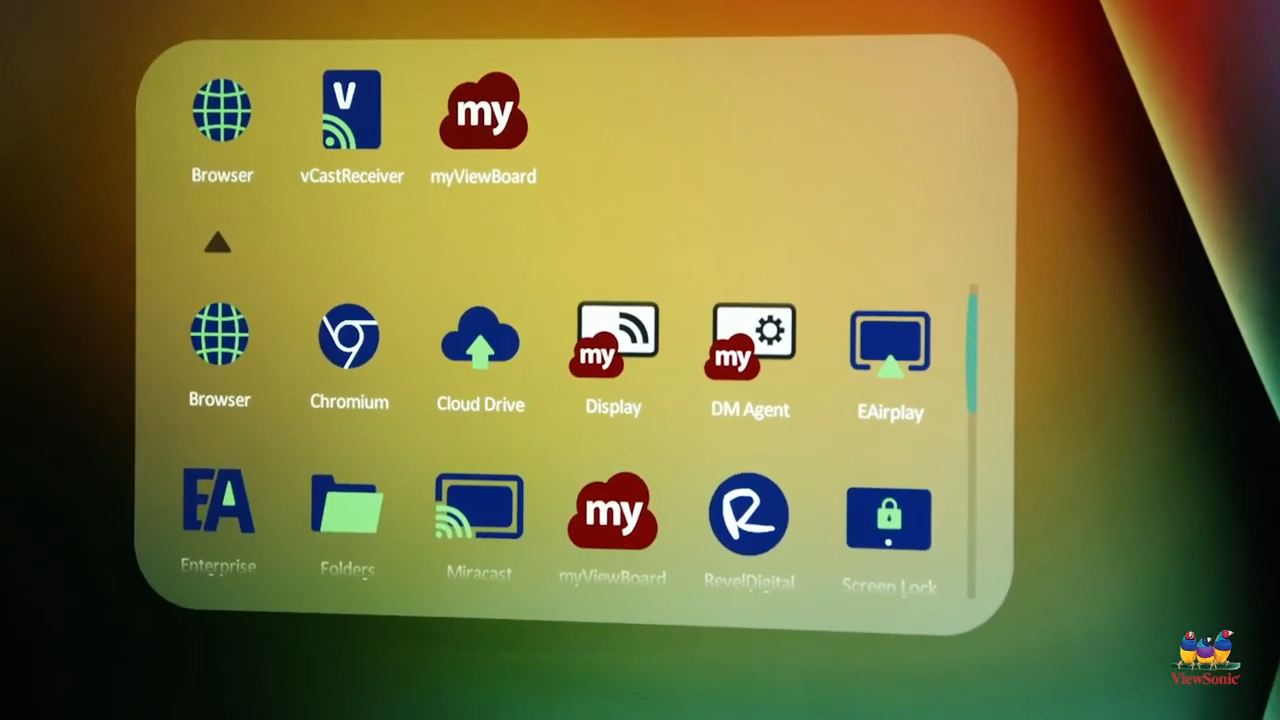 V
my
Browser
vCastReceiver
myViewBoard
my
my
Browser
Chromium
Cloud Drive
Display
DM Agent
EAirplay
EA
my
R
Enterprise
Folders
Miracast
myViewBoard
RevelDigital
Screen Lock
ViewSonic